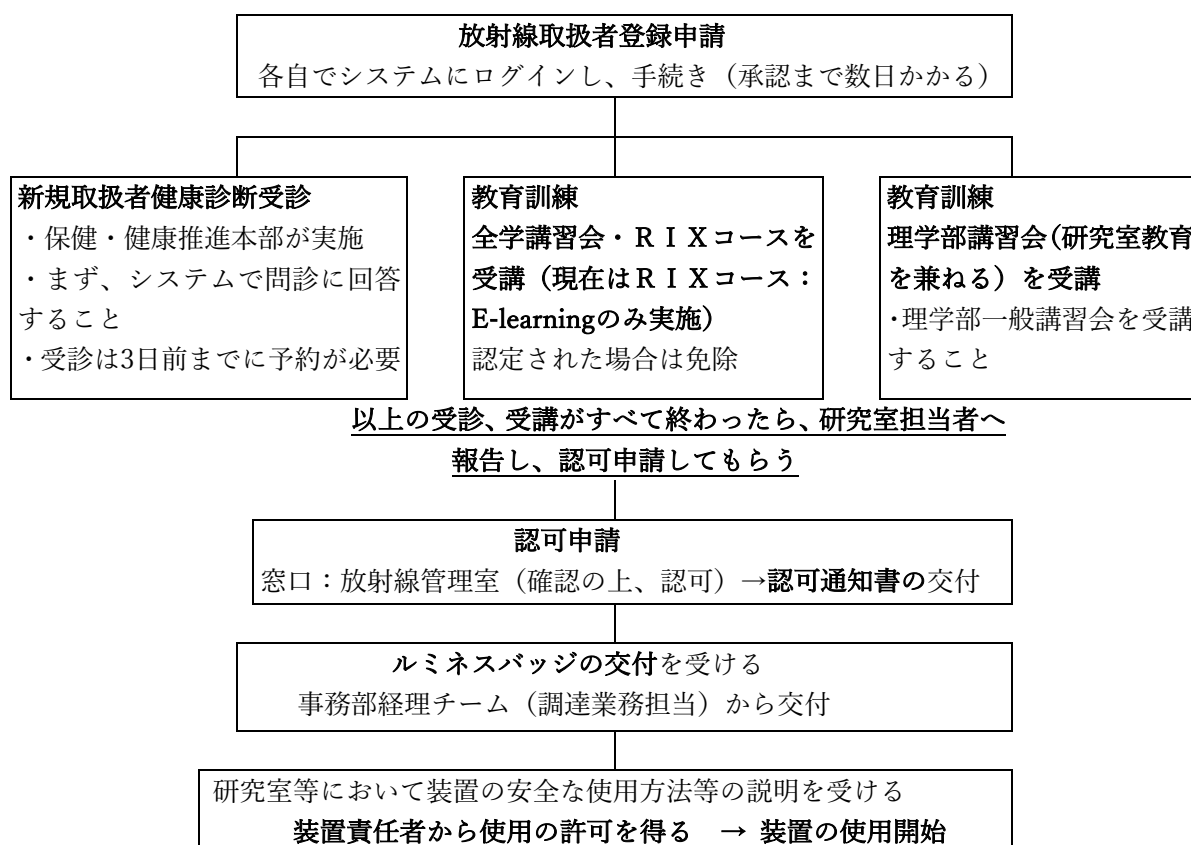 放射線取扱者登録申請
各自でシステムにログインし、手続き（承認まで数日かかる）
新規取扱者健康診断受診
・保健・健康推進本部が実施
・まず、システムで問診に回答
すること
・受診は3日前までに予約が必要
教育訓練
全学講習会・ＲＩＸコースを
受講（現在はＲＩＸコース：
E-learningのみ実施）
認定された場合は免除
教育訓練
理学部講習会（研究室教育
を兼ねる）を受講
・理学部一般講習会を受講
すること
以上の受診、受講がすべて終わったら、研究室担当者へ
報告し、認可申請してもらう
認可申請
窓口：放射線管理室（確認の上、認可）→認可通知書の交付
ルミネスバッジの交付を受ける
事務部経理チーム（調達業務担当）から交付
研究室等において装置の安全な使用方法等の説明を受ける
装置責任者から使用の許可を得る　→ 装置の使用開始